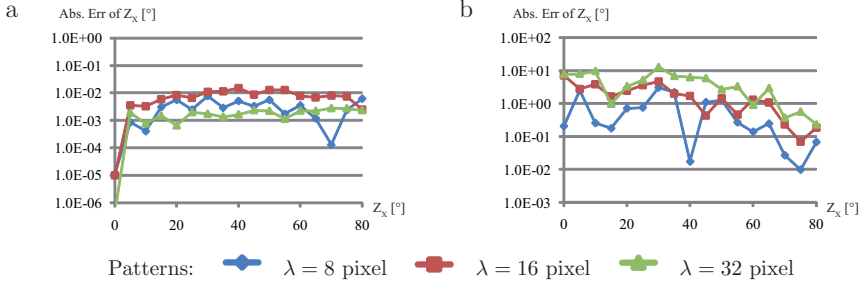 a
Abs. Err of Z_X [°]
1.0E+00
1.0E-01
1.0E-02
1.0E-03
1.0E-04
1.0E-05
1.0E-06
0 20 40 60 80
Z_X [°]
b
Abs. Err of Z_X [°]
1.0E+02
1.0E+01
1.0E+00
1.0E-01
1.0E-02
1.0E-03
0 20 40 60 80
Z_X [°]
Patterns: λ = 8 pixel λ = 16 pixel λ = 32 pixel